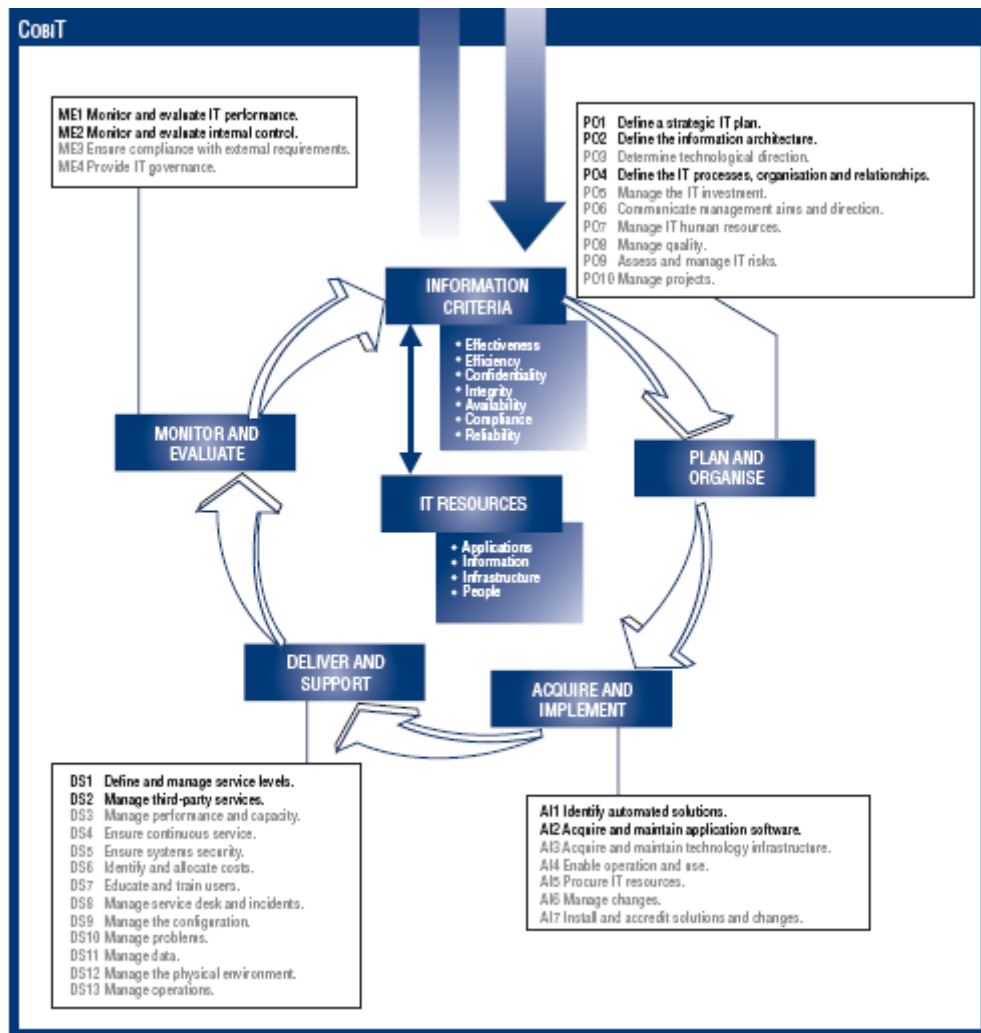 COBIT
ME1 Monitor and evaluate IT performance.
ME2 Monitor and evaluate internal control.
ME3 Ensure compliance with external requirements.
ME4 Provide IT governance.
PO1 Define a strategic IT plan.
PO2 Define the information architecture.
PO3 Determine technological direction.
PO4 Define the IT processes, organisation and relationships.
PO5 Manage the IT investment.
PO6 Communicate management aims and direction.
PO7 Manage IT human resources.
PO8 Manage quality.
PO9 Assess and manage IT risks.
PO10 Manage projects.
INFORMATION
CRITERIA
• Effectiveness
• Efficiency
• Confidentiality
• Integrity
• Availability
• Compliance
• Reliability
MONITOR AND
EVALUATE
PLAN AND
ORGANISE
IT RESOURCES
• Applications
• Information
• Infrastructure
• People
DELIVER AND
SUPPORT
ACQUIRE AND
IMPLEMENT
DS1 Define and manage service levels.
DS2 Manage third-party services.
DS3 Manage performance and capacity.
DS4 Ensure continuous service.
DS5 Ensure systems security.
DS6 Identify and allocate costs.
DS7 Educate and train users.
DS8 Manage service desk and incidents.
DS9 Manage the configuration.
DS10 Manage problems.
DS11 Manage data.
DS12 Manage the physical environment.
DS13 Manage operations.
AI1 Identify automated solutions.
AI2 Acquire and maintain application software.
AI3 Acquire and maintain technology infrastructure.
AI4 Enable operation and use.
AI5 Procure IT resources.
AI6 Manage changes.
AI7 Install and accredit solutions and changes.